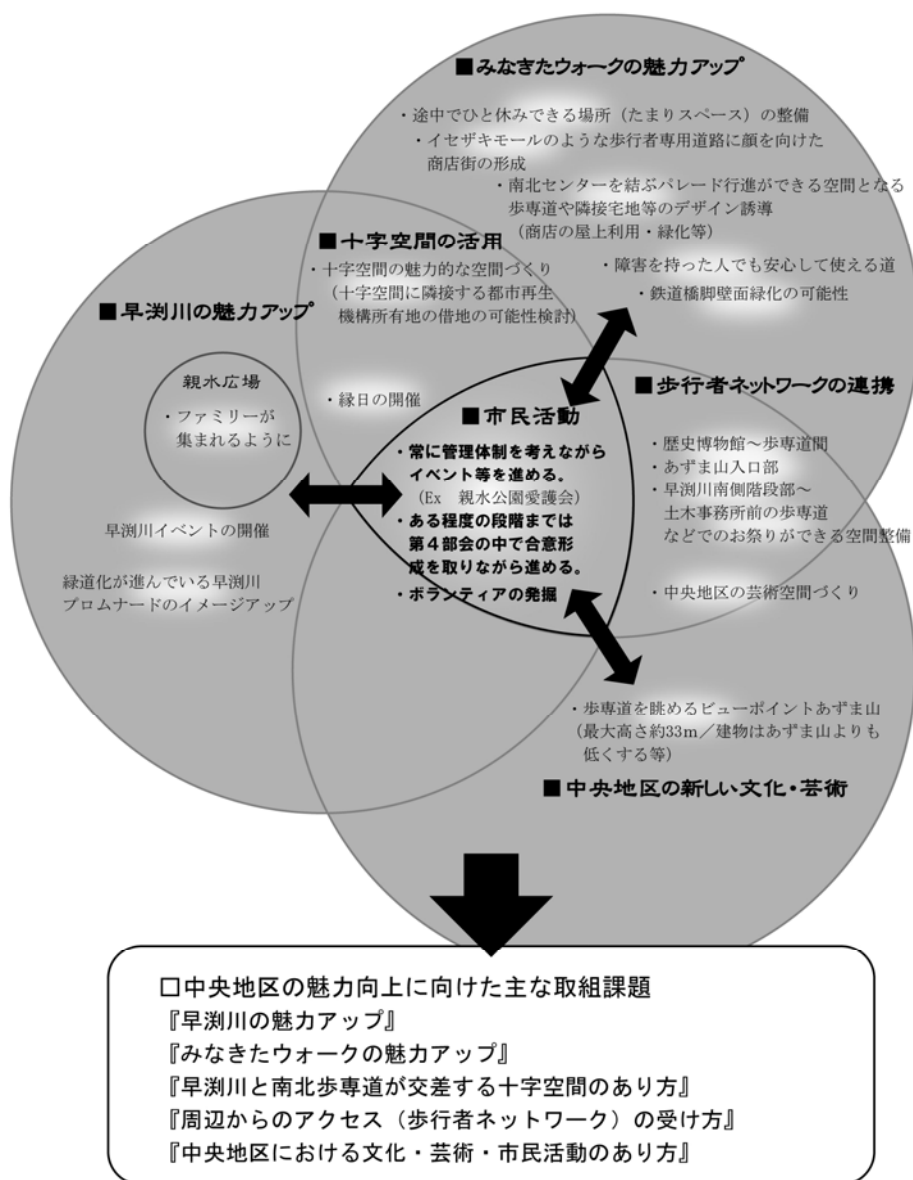 ■みなきたウォークの魅力アップ
・途中でひと休みできる場所（たまりスペース）の整備
・イセザキモールのような歩行者専用道路に顔を向けた
商店街の形成
・南北センターを結ぶパレード行進ができる空間となる
歩専道や隣接宅地等のデザイン誘導
（商店の屋上利用・緑化等）
・障害を持った人でも安心して使える道
・鉄道橋脚壁面緑化の可能性
■十字空間の活用
・十字空間の魅力的な空間づくり
（十字空間に隣接する都市再生
機構所有地の借地の可能性検討）
・縁日の開催
■早渕川の魅力アップ
親水広場
・ファミリーが
集まれるように
早渕川イベントの開催
緑道化が進んでいる早渕川
プロムナードのイメージアップ
■市民活動
・常に管理体制を考えながら
イベント等を進める。
（Ex　親水公園愛護会）
・ある程度の段階までは
第４部会の中で合意形
成を取りながら進める。
・ボランティアの発掘
■歩行者ネットワークの連携
・歴史博物館～歩専道間
・あずま山入口部
・早渕川南側階段部～
土木事務所前の歩専道
などでのお祭りができる空間整備
・中央地区の芸術空間づくり
・歩専道を眺めるビューポイントあずま山
（最大高さ約33ｍ／建物はあずま山よりも
低くする等）
■中央地区の新しい文化・芸術
□中央地区の魅力向上に向けた主な取組課題
『早渕川の魅力アップ』
『みなきたウォークの魅力アップ』
『早渕川と南北歩専道が交差する十字空間のあり方』
『周辺からのアクセス（歩行者ネットワーク）の受け方』
『中央地区における文化・芸術・市民活動のあり方』